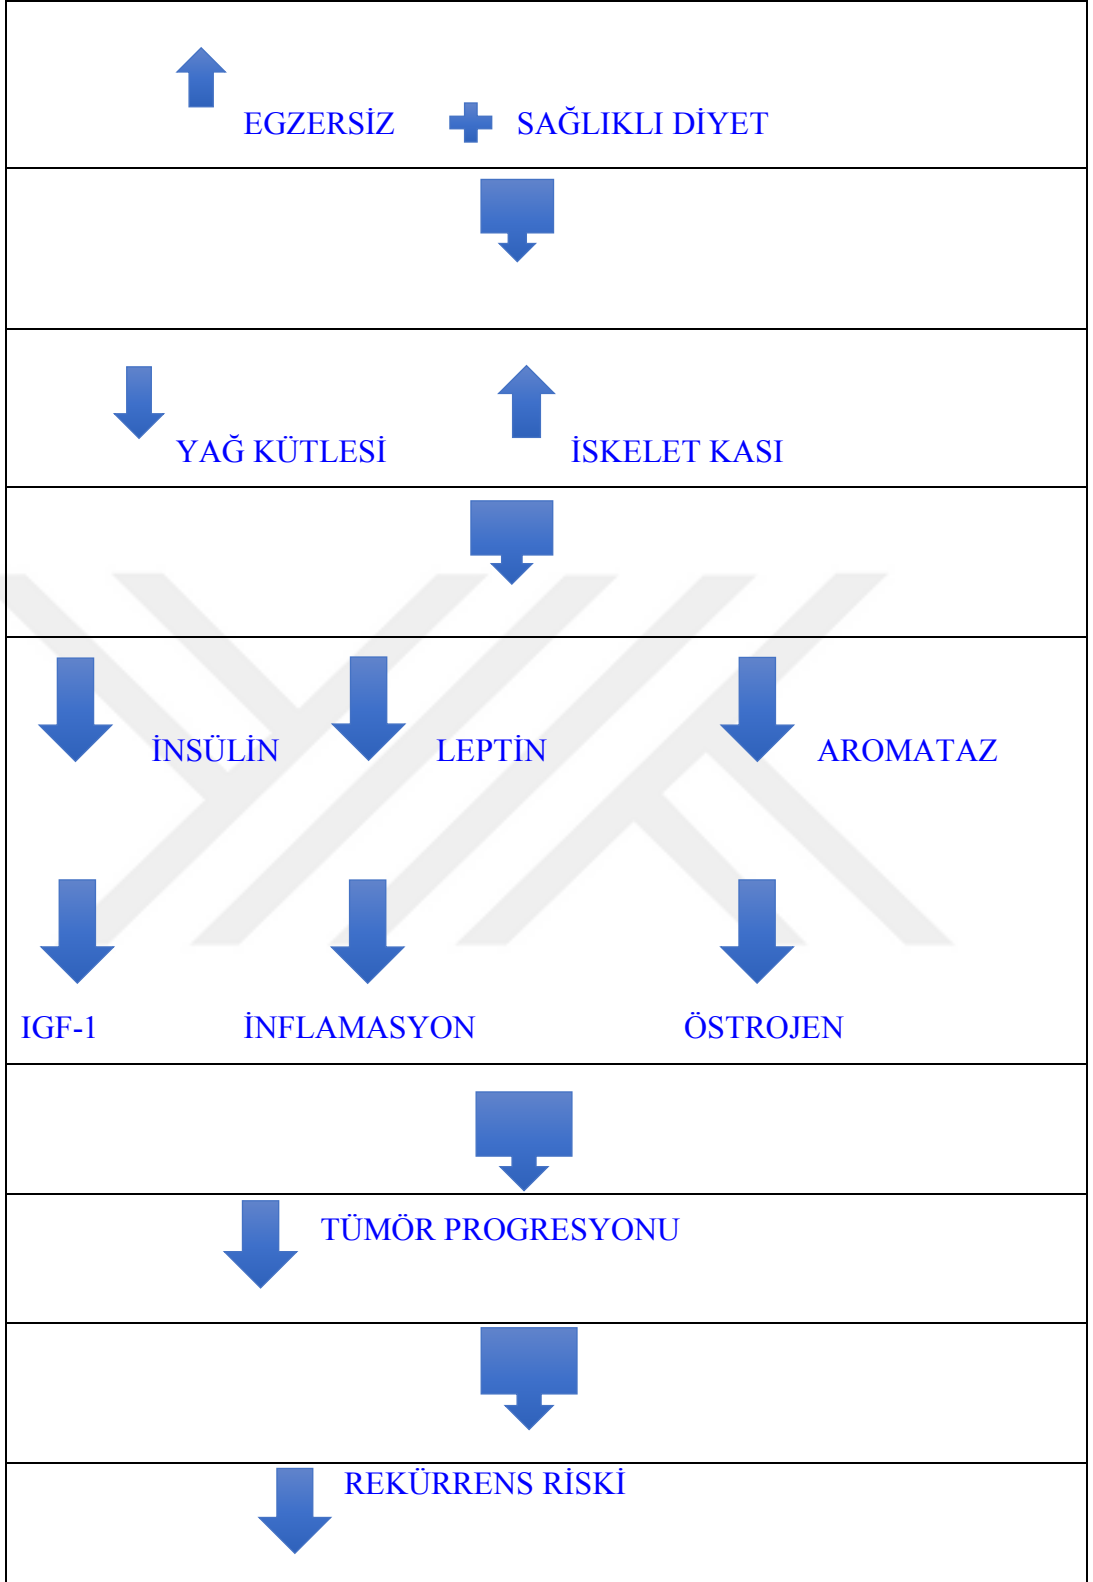 EGZERSİZ SAĞLIKLI DİYET
YAĞ KÜTLESİ İSKELET KASI
İNSÜLİN LEPTİN AROMATAZ
IGF-1 İNFLAMASYON ÖSTROJEN
TÜMÖR PROGRESYONU
REKÜRRENS RİSKİ